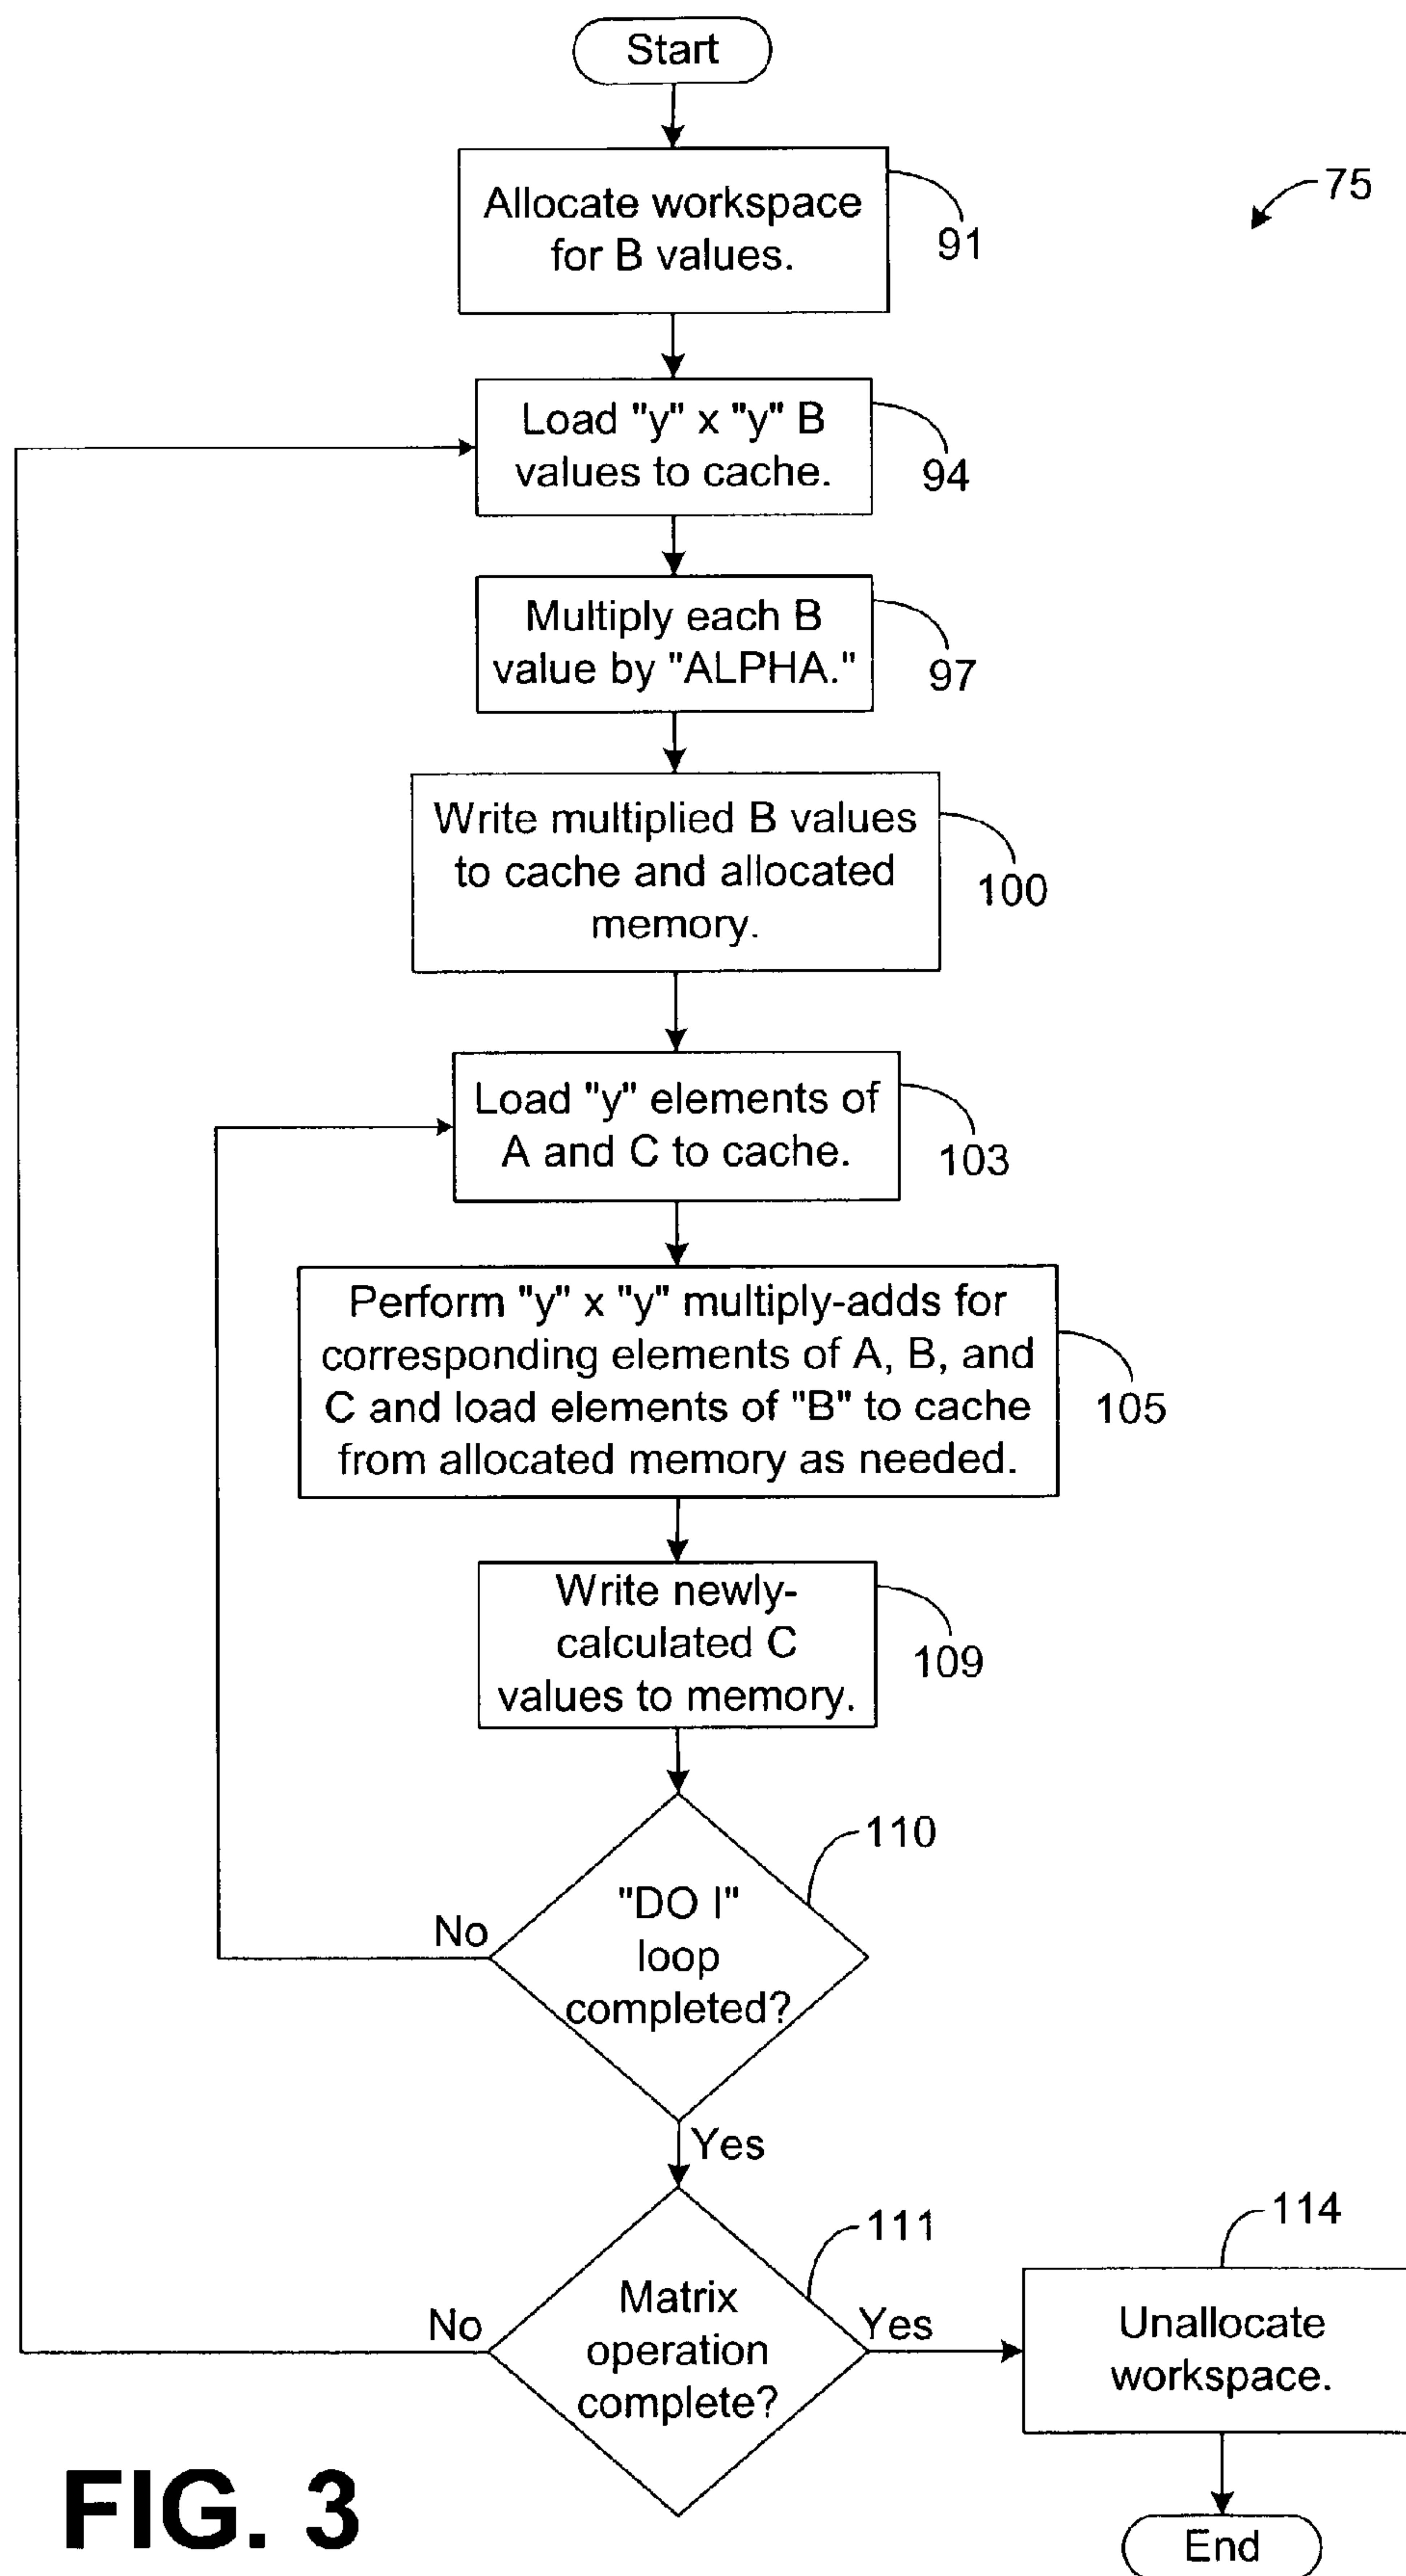 Start
75
Allocate workspace
for B values.
91
Load "y" x "y" B
values to cache.
94
Multiply each B
value by "ALPHA."
97
Write multiplied B values
to cache and allocated
memory.
100
Load "y" elements of
A and C to cache.
103
Perform "y" x "y" multiply-adds for
corresponding elements of A, B, and
C and load elements of "B" to cache
from allocated memory as needed.
105
Write newly-
calculated C
values to memory.
109
110
"DO I"
loop
completed?
No
Yes
111
114
Matrix
operation
complete?
No
Yes
Unallocate
workspace.
End
FIG. 3